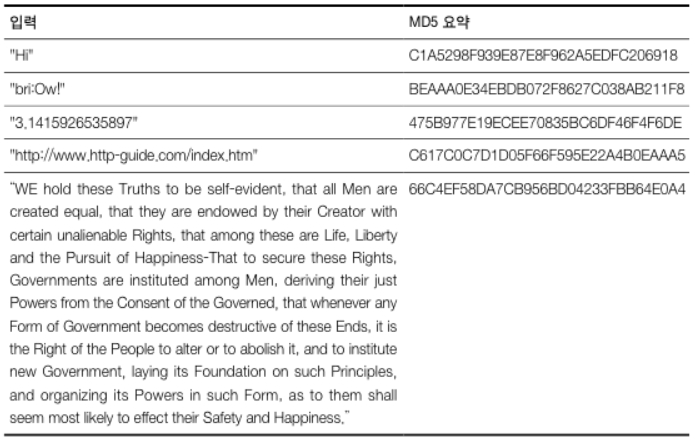 입력 MD5 요약
"Hi" C1A5298F939E87E8F962A5EDFC206918
"bri:Ow!" BEAAA0E34EBDB072F8627C038AB211F8
"3.1415926535897" 475B977E19ECEE70835BC6DF46F4F6DE
"http://www.http-guide.com/index.htm" C617C0C7D1D05F66F595E22A4B0EAAA5
"WE hold these Truths to be self-evident, that all Men are 66C4EF58DA7CB956BD04233FBB64E0A4
created equal, that they are endowed by their Creator with
certain unalienable Rights, that among these are Life, Liberty
and the Pursuit of Happiness-That to secure these Rights,
Governments are instituted among Men, deriving their just
Powers from the Consent of the Governed, that whenever any
Form of Government becomes destructive of these Ends, it is
the Right of the People to alter or to abolish it, and to institute
new Government, laying its Foundation on such Principles,
and organizing its Powers in such Form, as to them shall
seem most likely to effect their Safety and Happiness."